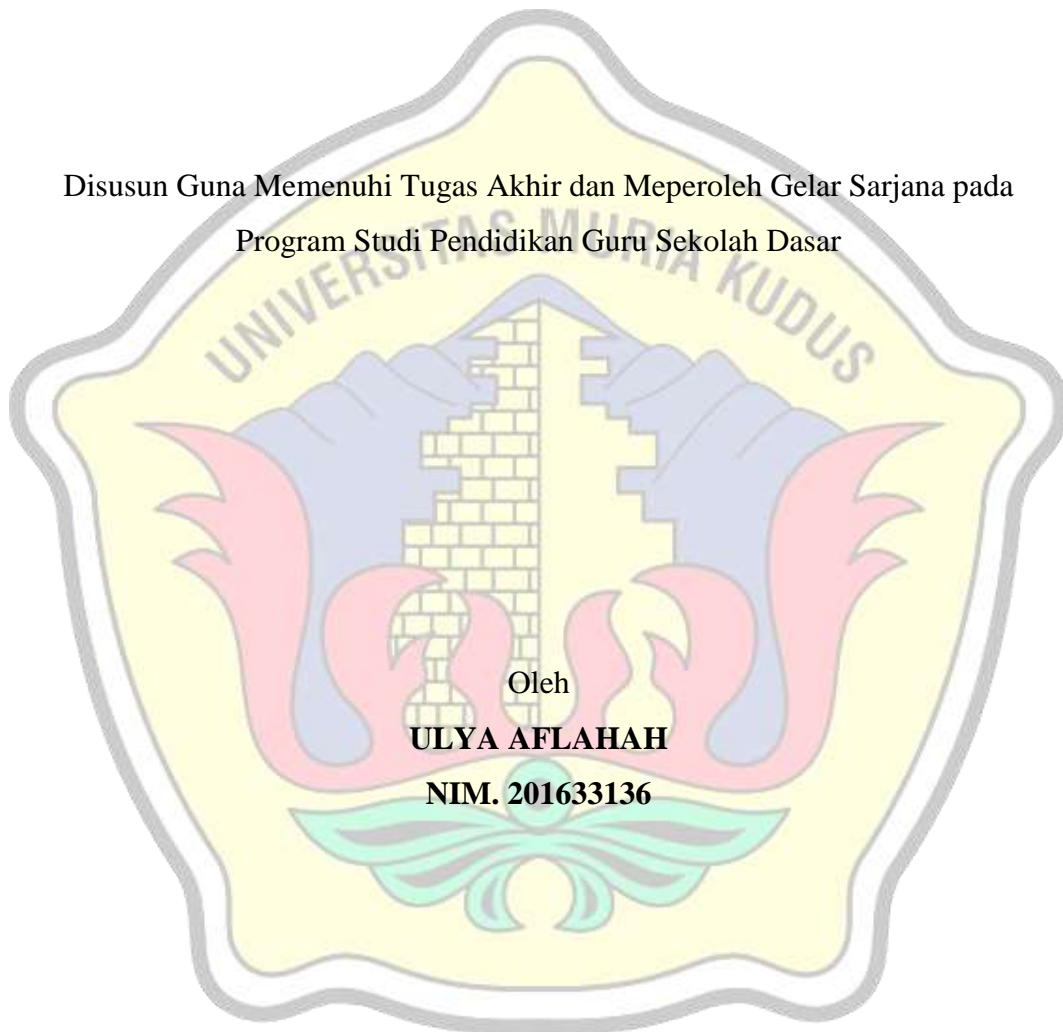 Disusun Guna Memenuhi Tugas Akhir dan Meperoleh Gelar Sarjana pada
Program Studi Pendidikan Guru Sekolah Dasar
UNIVERSITAS MURIA KUDUS
Oleh
ULYA AFLAHAH
NIM. 201633136